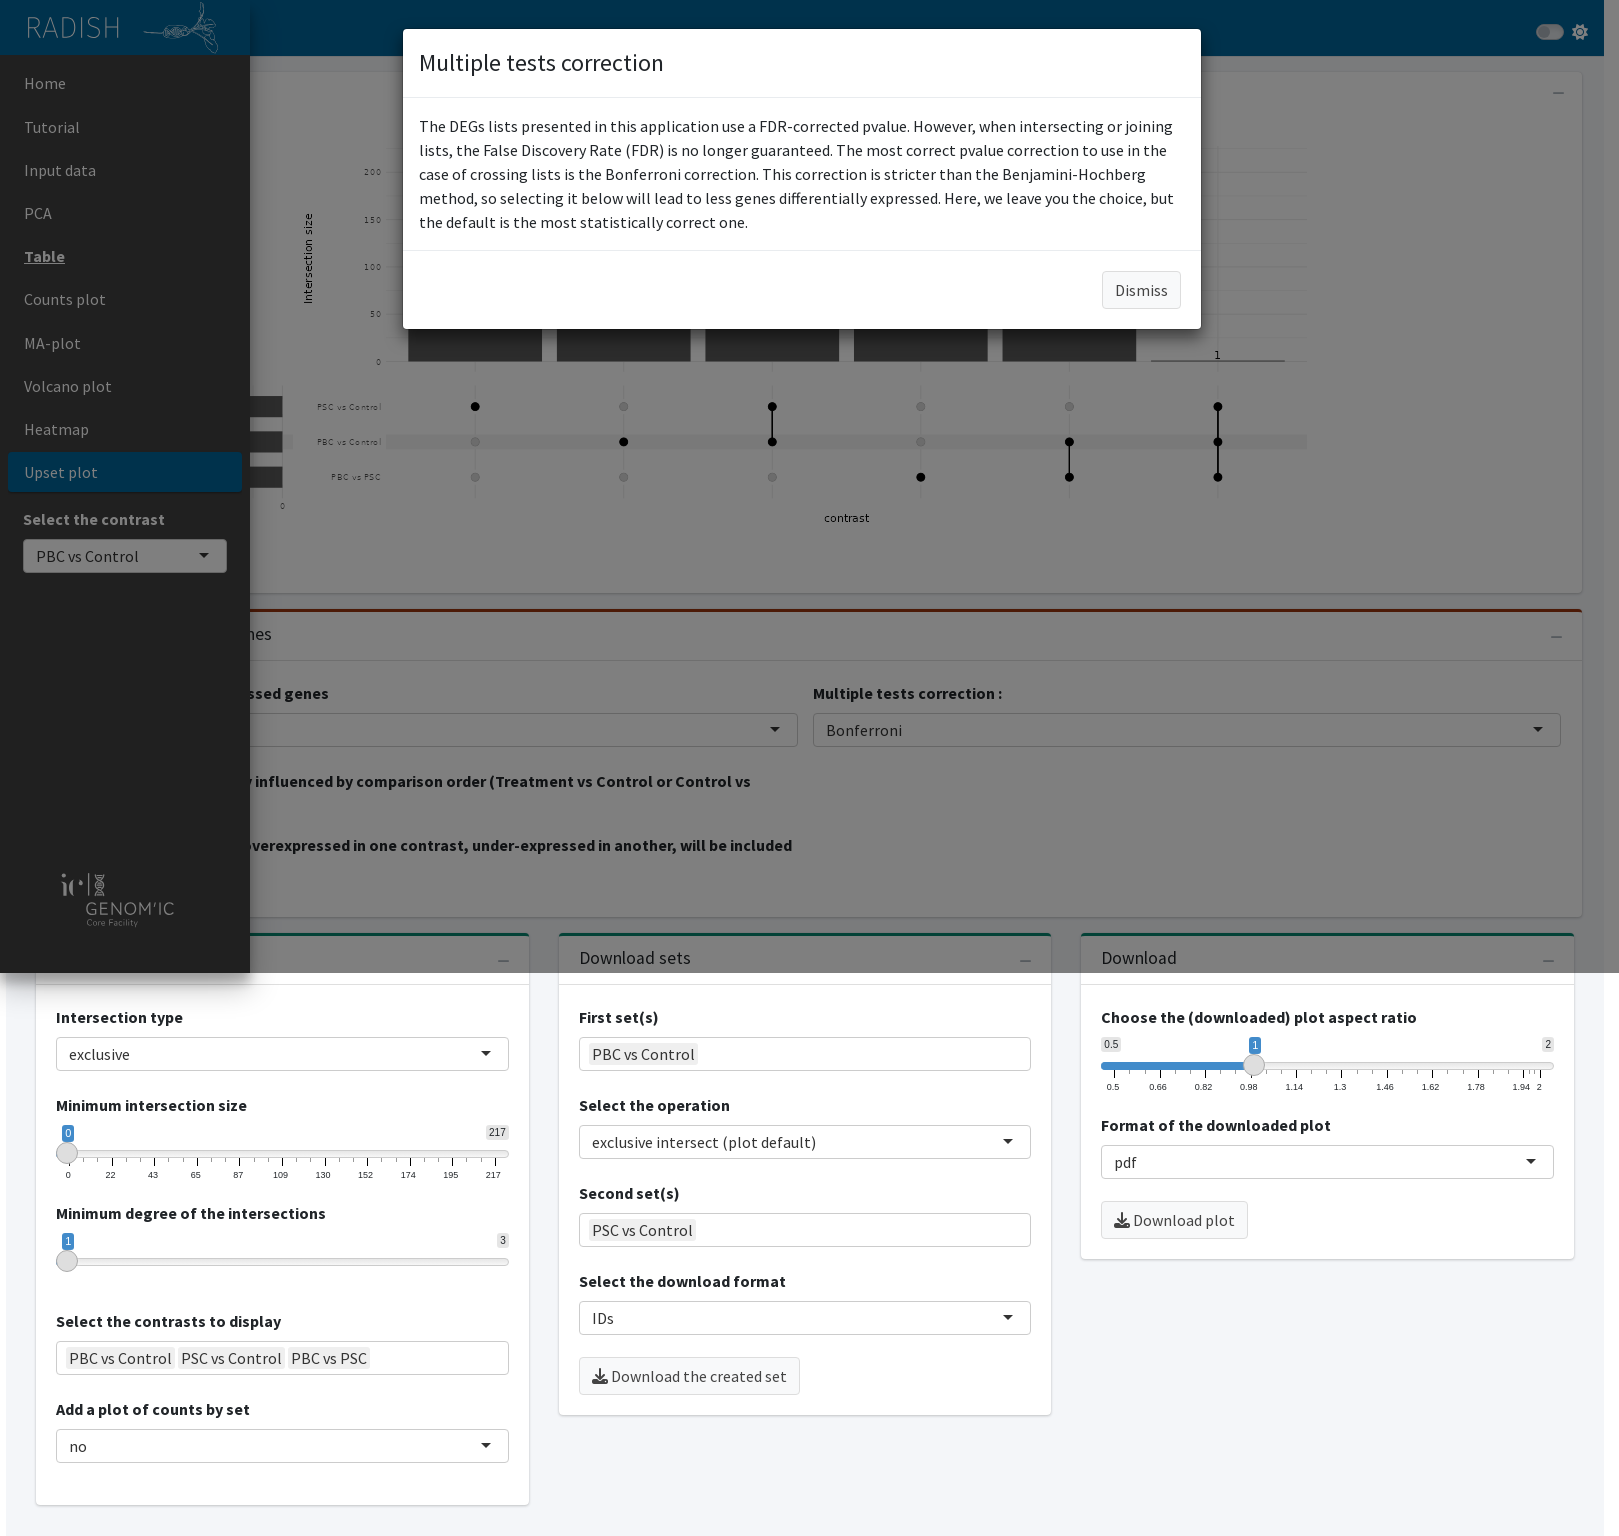 RADISH
Home
Tutorial
Input data
PCA
Table
Counts plot
MA-plot
Volcano plot
Heatmap
Upset plot
Select the contrast
PBC vs Control
ic
GENOM'IC
Core Facility
Multiple tests correction
The DEGs lists presented in this application use a FDR-corrected pvalue. However, when intersecting or joining
lists, the False Discovery Rate (FDR) is no longer guaranteed. The most correct pvalue correction to use in the
case of crossing lists is the Bonferroni correction. This correction is stricter than the Benjamini-Hochberg
method, so selecting it below will lead to less genes differentially expressed. Here, we leave you the choice, but
the default is the most statistically correct one.
Dismiss
Intersection size
200
150
100
50
0
1
PSC vs Control
PBC vs Control
PBC vs PSC
0
contrast
nes
ssed genes
Multiple tests correction :
Bonferroni
influenced by comparison order (Treatment vs Control or Control vs
overexpressed in one contrast, under-expressed in another, will be included
Intersection type
exclusive
Minimum intersection size
0 217
0 22 43 65 87 109 130 152 174 195 217
Minimum degree of the intersections
1 3
Select the contrasts to display
PBC vs Control PSC vs Control PBC vs PSC
Add a plot of counts by set
no
Download sets
First set(s)
PBC vs Control
Select the operation
exclusive intersect (plot default)
Second set(s)
PSC vs Control
Select the download format
IDs
Download the created set
Download
Choose the (downloaded) plot aspect ratio
0.5 1 2
0.5 0.66 0.82 0.98 1.14 1.3 1.46 1.62 1.78 1.94 2
Format of the downloaded plot
pdf
Download plot